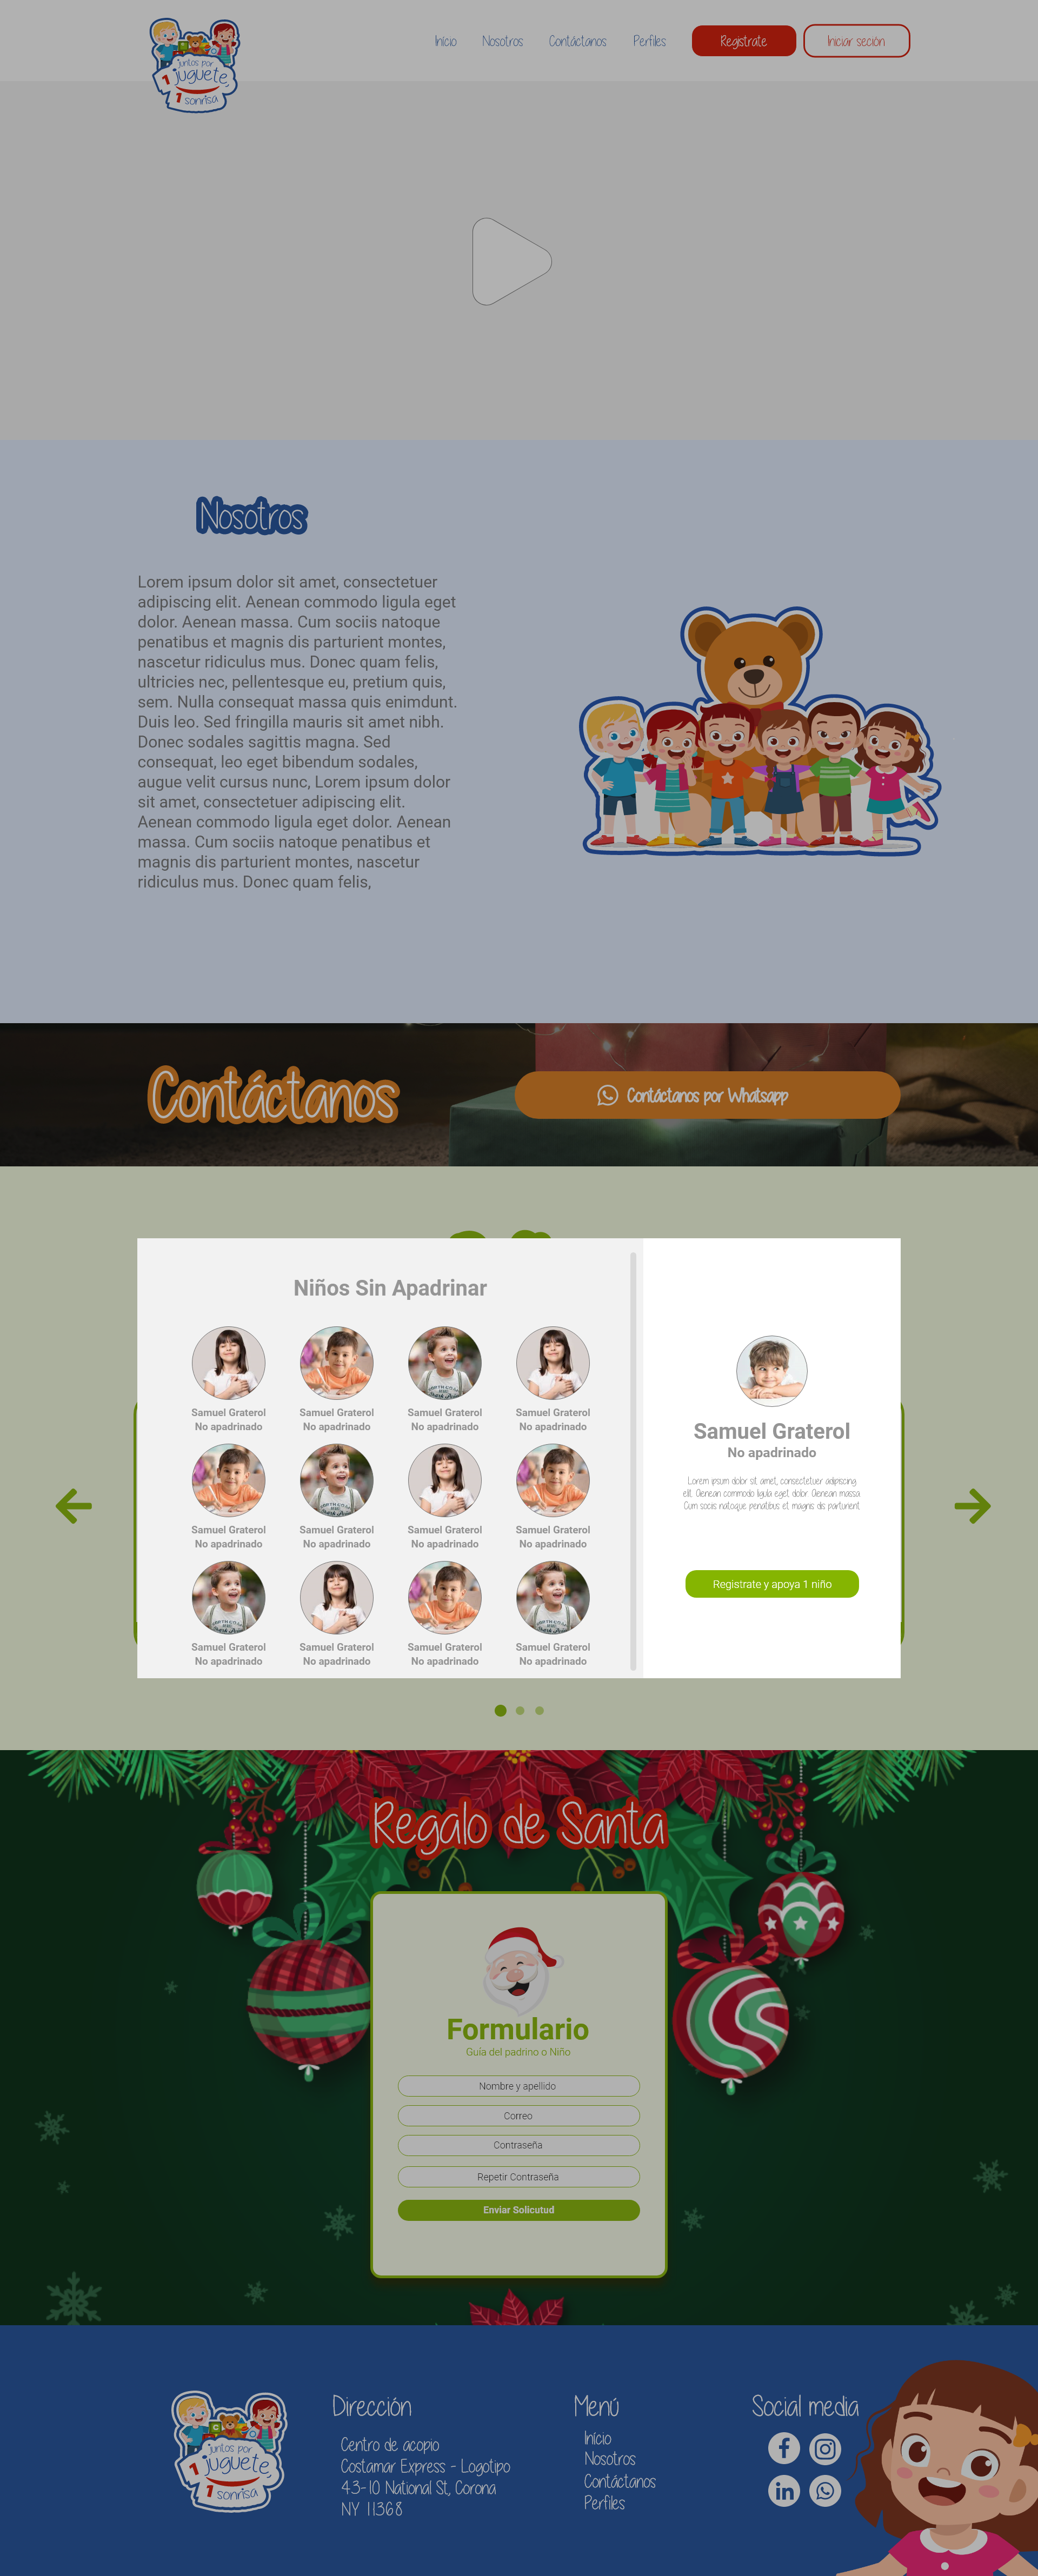 juntos por
1 juguete,
1 sonrisa
Início
Nosotros
Contáctanos
Perfiles
Registrate
Iniciar seción
Nosotros
Lorem ipsum dolor sit amet, consectetuer
adipiscing elit. Aenean commodo ligula eget
dolor. Aenean massa. Cum sociis natoque
penatibus et magnis dis parturient montes,
nascetur ridiculus mus. Donec quam felis,
ultricies nec, pellentesque eu, pretium quis,
sem. Nulla consequat massa quis enimdunt.
Duis leo. Sed fringilla mauris sit amet nibh.
Donec sodales sagittis magna. Sed
consequat, leo eget bibendum sodales,
augue velit cursus nunc, Lorem ipsum dolor
sit amet, consectetuer adipiscing elit.
Aenean commodo ligula eget dolor. Aenean
massa. Cum sociis natoque penatibus et
magnis dis parturient montes, nascetur
ridiculus mus. Donec quam felis,
Contáctanos
Contáctanos por Whatsapp
Niños Sin Apadrinar
Samuel Graterol
No apadrinado
Samuel Graterol
No apadrinado
Samuel Graterol
No apadrinado
Samuel Graterol
No apadrinado
Samuel Graterol
No apadrinado
Samuel Graterol
No apadrinado
Samuel Graterol
No apadrinado
Samuel Graterol
No apadrinado
Samuel Graterol
No apadrinado
Samuel Graterol
No apadrinado
Samuel Graterol
No apadrinado
Samuel Graterol
No apadrinado
Samuel Graterol
No apadrinado
Lorem ipsum dolor sit amet, consectetuer adipiscing
elit. Aenean commodo ligula eget dolor. Aenean massa.
Cum sociis natoque penatibus et magnis dis parturient
Registrate y apoya 1 niño
Regalo de Santa
Formulario
Guía del padrino o Niño
Nombre y apellido
Correo
Contraseña
Repetir Contraseña
Enviar Solicutud
juntos por
1 juguete,
1 sonrisa
Dirección
Centro de acopio
Costamar Express - Logotipo
43-10 National St, Corona
NY 11368
Menú
Início
Nosotros
Contáctanos
Perfiles
Social media